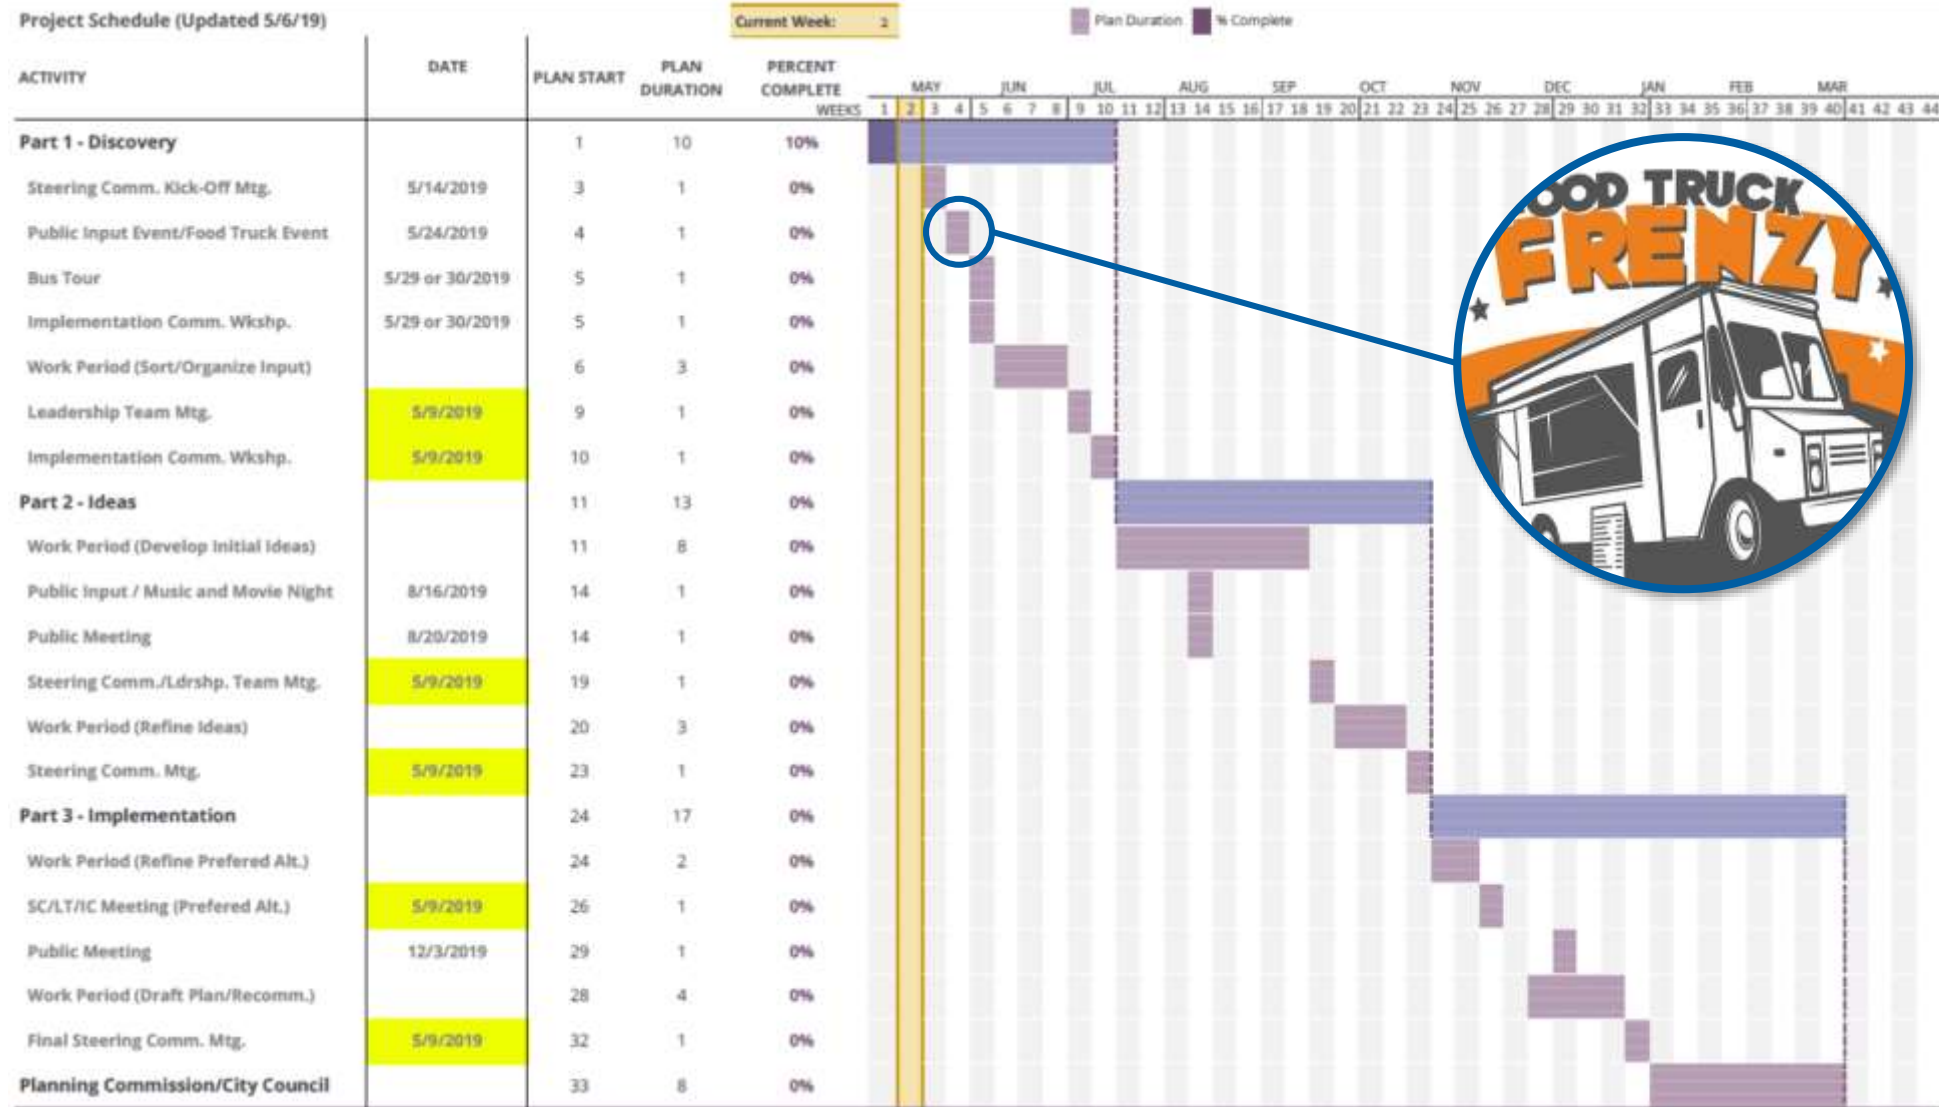 Project Schedule (Updated 5/6/19)
Current Week: 2
Plan Duration % Complete
ACTIVITY DATE PLAN START PLAN DURATION PERCENT COMPLETE
MAY JUN JUL AUG SEP OCT NOV DEC JAN FEB MAR
WEEKS 1 2 3 4 5 6 7 8 9 10 11 12 13 14 15 16 17 18 19 20 21 22 23 24 25 26 27 28 29 30 31 32 33 34 35 36 37 38 39 40 41 42 43 44
Part 1 - Discovery 1 10 10%
Steering Comm. Kick-Off Mtg. 5/14/2019 3 1 0%
Public Input Event/Food Truck Event 5/24/2019 4 1 0%
Bus Tour 5/29 or 30/2019 5 1 0%
Implementation Comm. Wkshp. 5/29 or 30/2019 5 1 0%
Work Period (Sort/Organize Input) 6 3 0%
Leadership Team Mtg. 5/9/2019 9 1 0%
Implementation Comm. Wkshp. 5/9/2019 10 1 0%
Part 2 - Ideas 11 13 0%
Work Period (Develop Initial Ideas) 11 8 0%
Public Input / Music and Movie Night 8/16/2019 14 1 0%
Public Meeting 8/20/2019 14 1 0%
Steering Comm./Ldrshp. Team Mtg. 5/9/2019 19 1 0%
Work Period (Refine Ideas) 20 3 0%
Steering Comm. Mtg. 5/9/2019 23 1 0%
Part 3 - Implementation 24 17 0%
Work Period (Refine Prefered Alt.) 24 2 0%
SC/LT/IC Meeting (Prefered Alt.) 5/9/2019 26 1 0%
Public Meeting 12/3/2019 29 1 0%
Work Period (Draft Plan/Recomm.) 28 4 0%
Final Steering Comm. Mtg. 5/9/2019 32 1 0%
Planning Commission/City Council 33 8 0%
OOD TRUCK
FRENZY